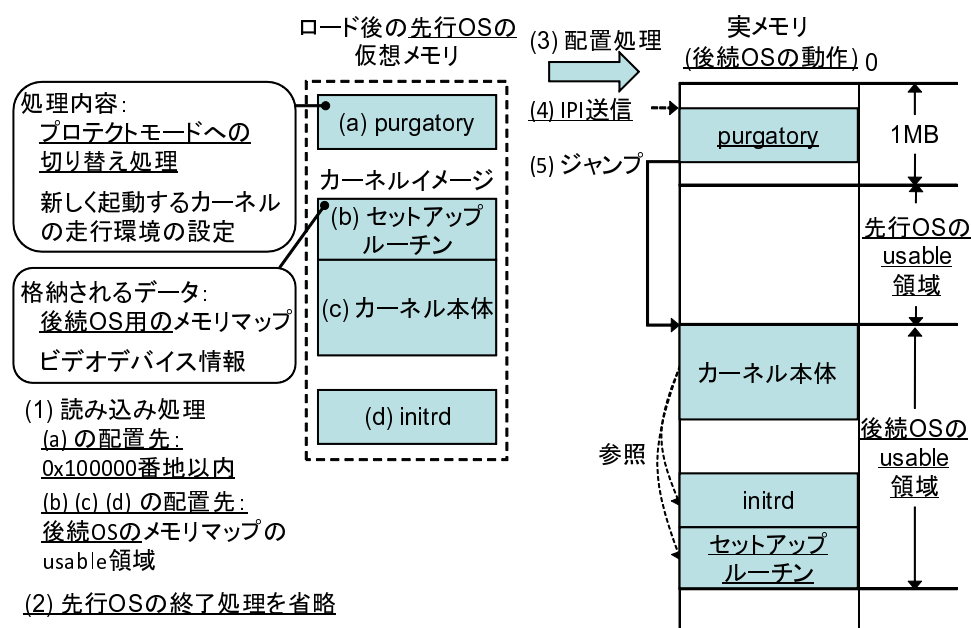 ロード後の先行OSの
仮想メモリ
処理内容：
プロテクトモードへの
切り替え処理
新しく起動するカーネル
の走行環境の設定
格納されるデータ：
後続OS用のメモリマップ
ビデオデバイス情報
(a) purgatory
カーネルイメージ
(b) セットアップ
ルーチン
(c) カーネル本体
(d) initrd
(1) 読み込み処理
(a) の配置先：
0x100000番地以内
(b) (c) (d) の配置先：
後続OSのメモリマップの
usable領域
(2) 先行OSの終了処理を省略
(3) 配置処理
(4) IPI送信
(5) ジャンプ
実メモリ
(後続OSの動作)
0
purgatory
1MB
先行OSの
usable
領域
カーネル本体
参照
initrd
セットアップ
ルーチン
後続OSの
usable
領域